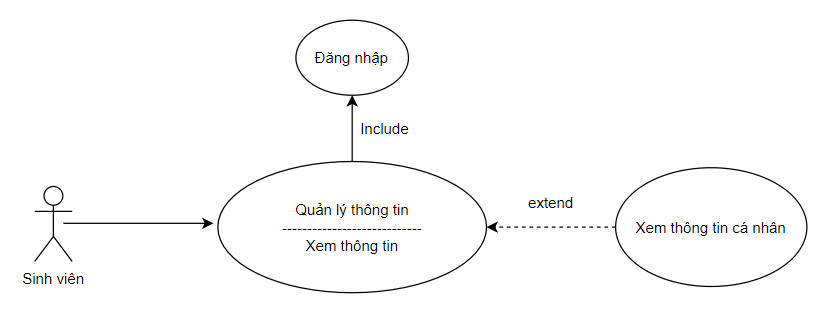 Đăng nhập
Include
Quản lý thông tin
Xem thông tin
extend
Xem thông tin cá nhân
Sinh viên